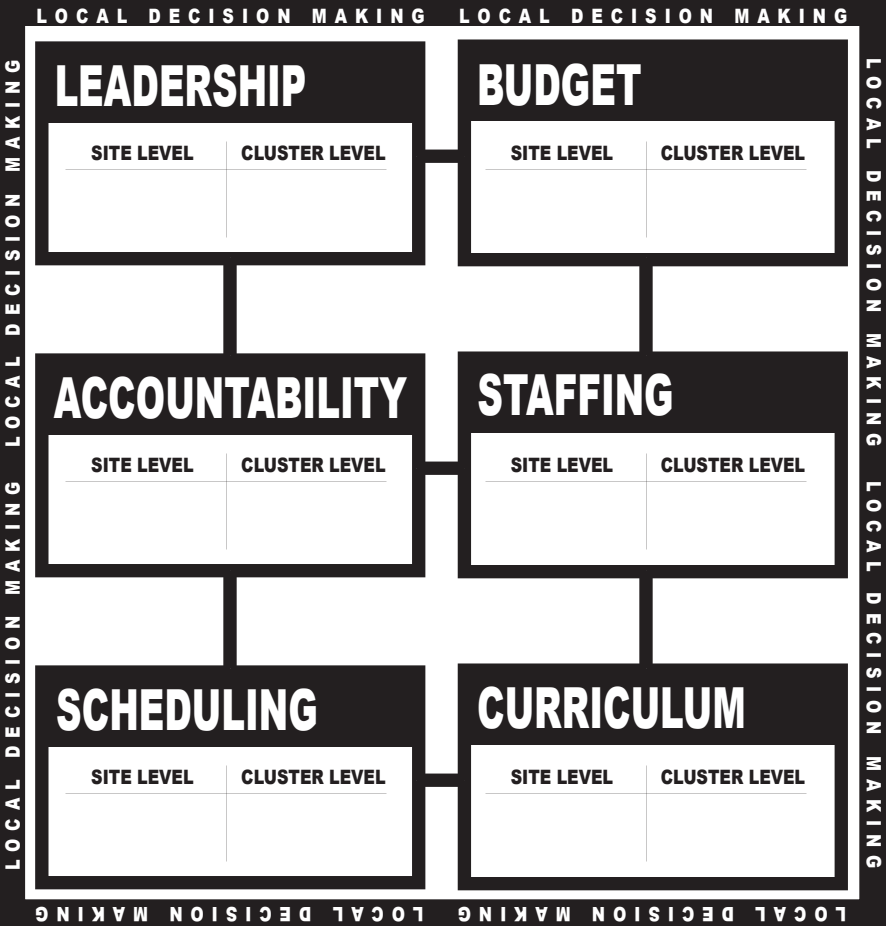 LOCAL DECISION MAKING LOCAL DECISION MAKING
LEADERSHIP
SITE LEVEL CLUSTER LEVEL
BUDGET
SITE LEVEL CLUSTER LEVEL
ACCOUNTABILITY
SITE LEVEL CLUSTER LEVEL
STAFFING
SITE LEVEL CLUSTER LEVEL
SCHEDULING
SITE LEVEL CLUSTER LEVEL
CURRICULUM
SITE LEVEL CLUSTER LEVEL
LOCAL DECISION MAKING LOCAL DECISION MAKING
LOCAL DECISION MAKING LOCAL DECISION MAKING
LOCAL DECISION MAKING LOCAL DECISION MAKING